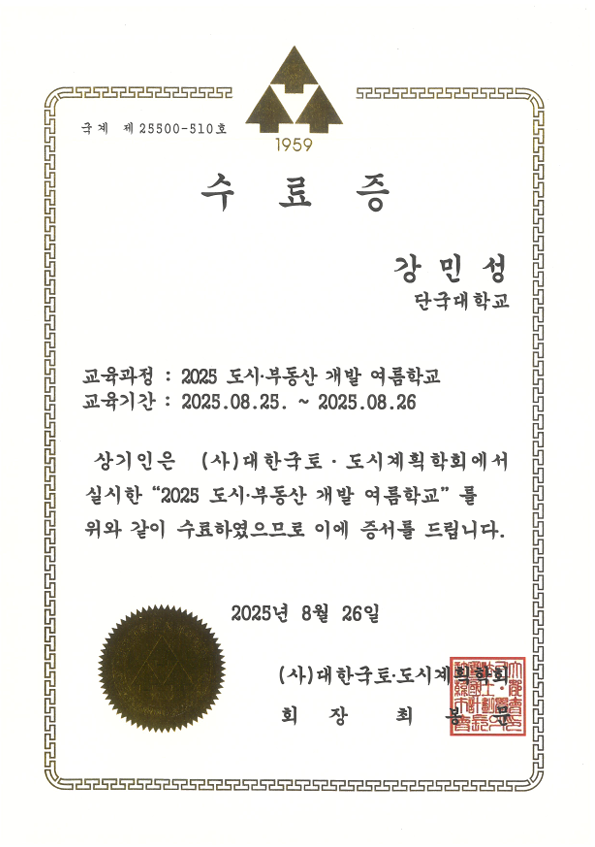 국계 제25500-510호
1959
수 료 증
강 민 성
단국대학교
교육과정 : 2025 도시·부동산 개발 여름학교
교육기간 : 2025.08.25. ~ 2025.08.26
상기인은 (사)대한국토·도시계획학회에서
실시한 “2025 도시·부동산 개발 여름학교” 를
위와 같이 수료하였으므로 이에 증서를 드립니다.
2025년 8월 26일
(사)대한국토·도시계획학회
회 장 최 봉 문